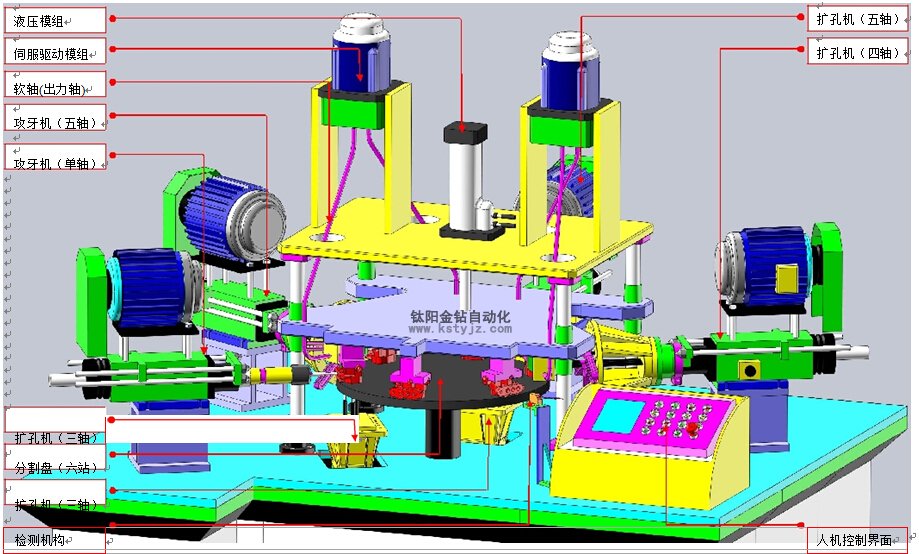 液压模组
伺服驱动模组
软轴(出力轴)
攻牙机（五轴）
攻牙机（单轴）
扩孔机（五轴）
扩孔机（四轴）
钛阳金钻自动化
www.kstyjz.com
扩孔机（三轴）
分割盘（六站）
扩孔机（三轴）
检测机构
人机控制界面